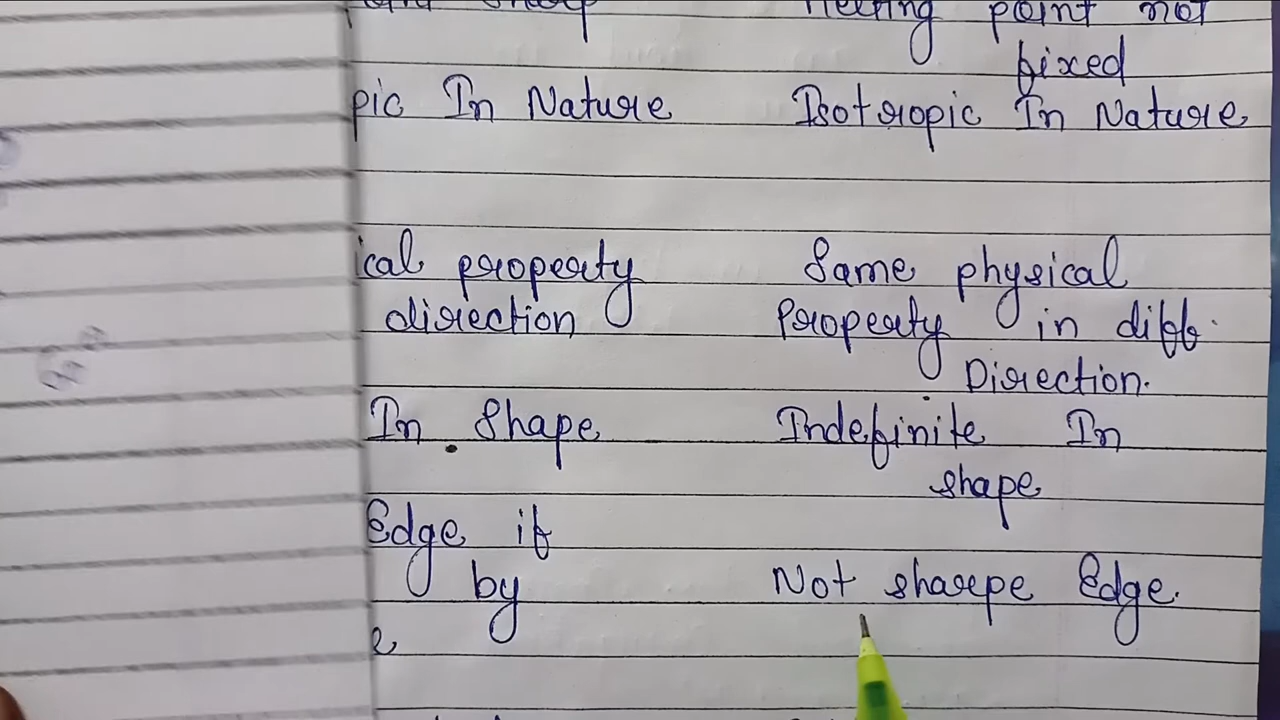 Melting point not
fixed
pic In Nature Isotropic In Nature
ical property Same physical
direction Property in diff.
Direction.
In Shape Indefinite In
shape
Edge if
by Not sharpe Edge.
e